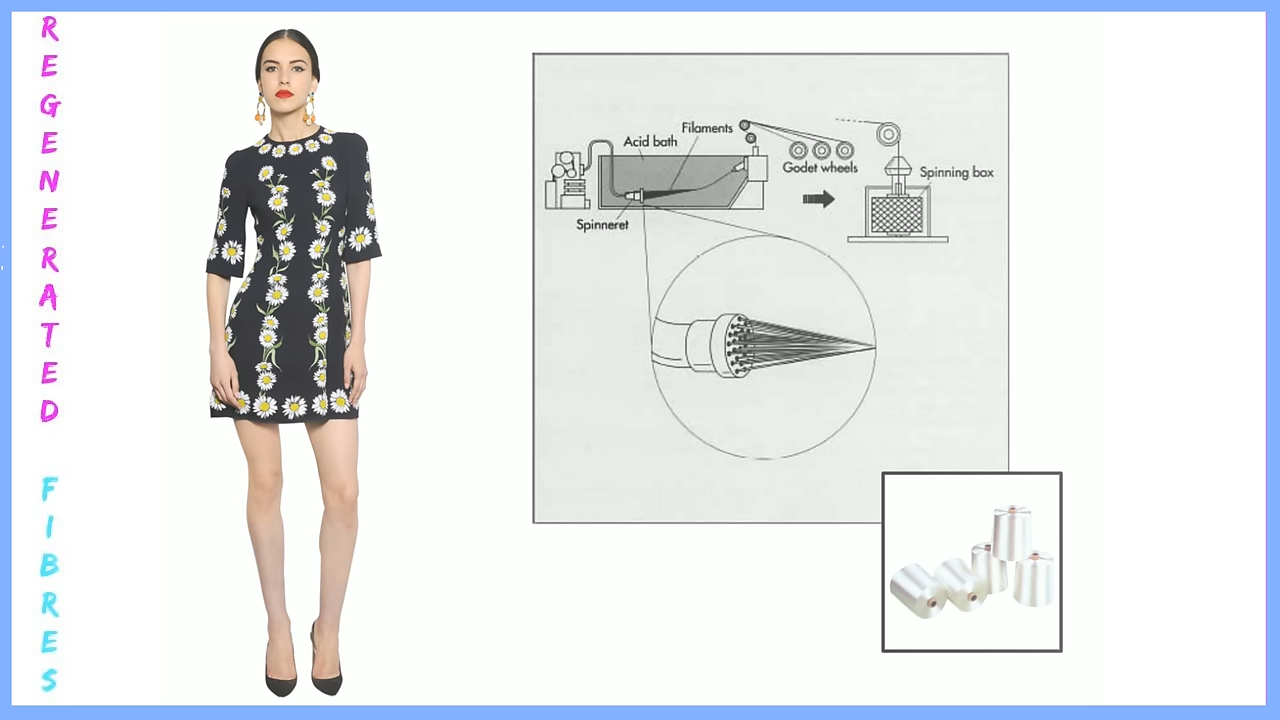 REGENERATED
FIBRES
Filaments
Acid bath
Godet wheels
Spinning box
Spinneret